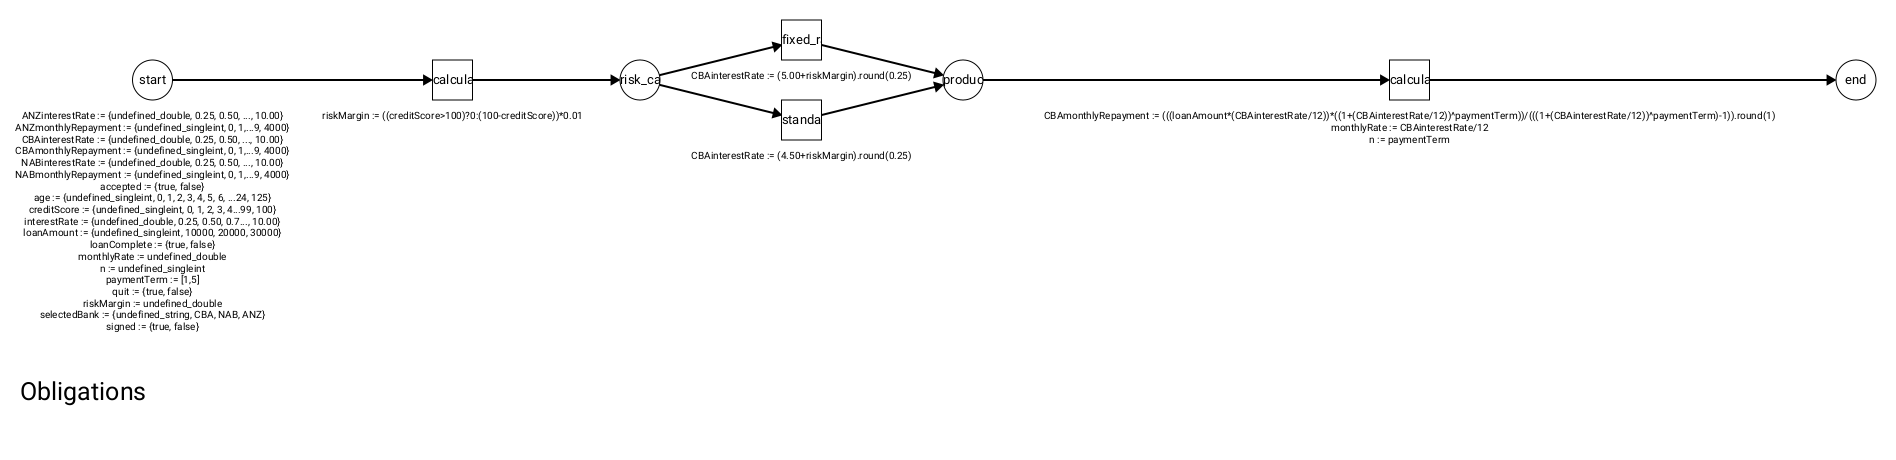 fixed_r
start
calcula
risk_ca
CBAinterestRate := (5.00+riskMargin).round(0.25)
produc
calcula
end
standa
CBAinterestRate := (4.50+riskMargin).round(0.25)
ANZinterestRate := {undefined_double, 0.25, 0.50, ..., 10.00}
ANZmonthlyRepayment := {undefined_singleint, 0, 1,...9, 4000}
CBAinterestRate := {undefined_double, 0.25, 0.50, ..., 10.00}
CBAmonthlyRepayment := {undefined_singleint, 0, 1,...9, 4000}
NABinterestRate := {undefined_double, 0.25, 0.50, ..., 10.00}
NABmonthlyRepayment := {undefined_singleint, 0, 1,...9, 4000}
accepted := {true, false}
age := {undefined_singleint, 0, 1, 2, 3, 4, 5, 6, ...24, 125}
creditScore := {undefined_singleint, 0, 1, 2, 3, 4...99, 100}
interestRate := {undefined_double, 0.25, 0.50, 0.7..., 10.00}
loanAmount := {undefined_singleint, 10000, 20000, 30000}
loanComplete := {true, false}
monthlyRate := undefined_double
n := undefined_singleint
paymentTerm := [1,5]
quit := {true, false}
riskMargin := undefined_double
selectedBank := {undefined_string, CBA, NAB, ANZ}
signed := {true, false}
riskMargin := ((creditScore>100)?0:(100-creditScore))*0.01
CBAmonthlyRepayment := (((loanAmount*(CBAinterestRate/12))*((1+(CBAinterestRate/12))^paymentTerm))/(((1+(CBAinterestRate/12))^paymentTerm)-1)).round(1)
monthlyRate := CBAinterestRate/12
n := paymentTerm
Obligations